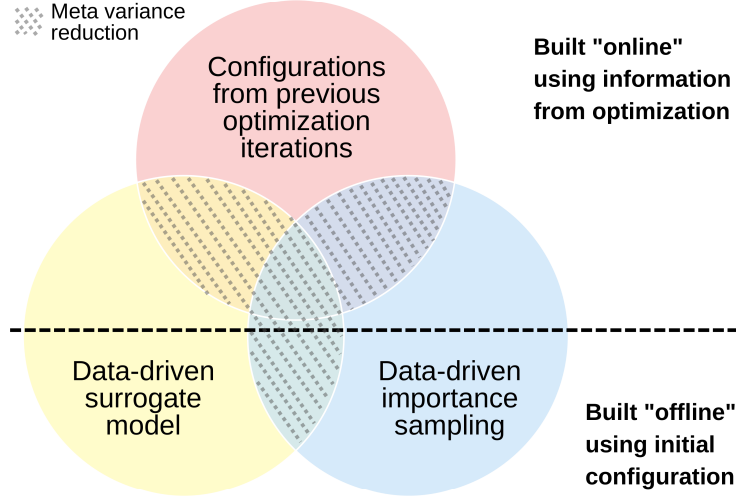 Meta variance
reduction
Configurations
from previous
optimization
iterations
Built "online"
using information
from optimization
Data-driven
surrogate
model
Data-driven
importance
sampling
Built "offline"
using initial
configuration